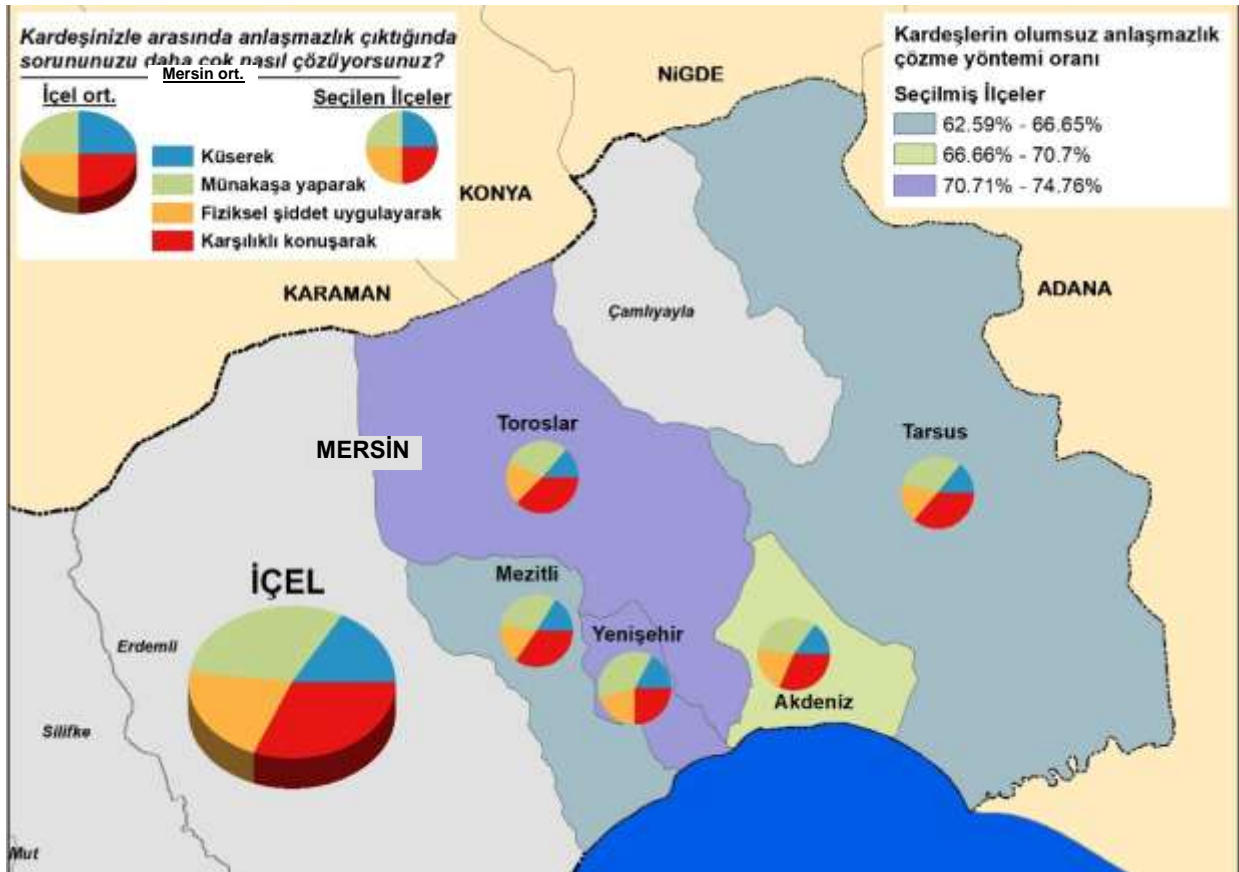 Kardeşinizle arasında anlaşmazlık çıktığında
sorununuzu daha çok nasıl çözüyorsunuz?
Mersin ort.
İçel ort.
Seçilen İlçeler
Küserek
Münakaşa yaparak
Fiziksel şiddet uygulayarak
Karşılıklı konuşarak
Kardeşlerin olumsuz anlaşmazlık
çözme yöntemi oranı
Seçilmiş İlçeler
62.59% - 66.65%
66.66% - 70.7%
70.71% - 74.76%
NiGDE
KONYA
KARAMAN
ADANA
Çamlıyayla
Toroslar
Tarsus
MERSİN
Mezitli
İÇEL
Yenişehir
Erdemli
Akdeniz
Silifke
Mut